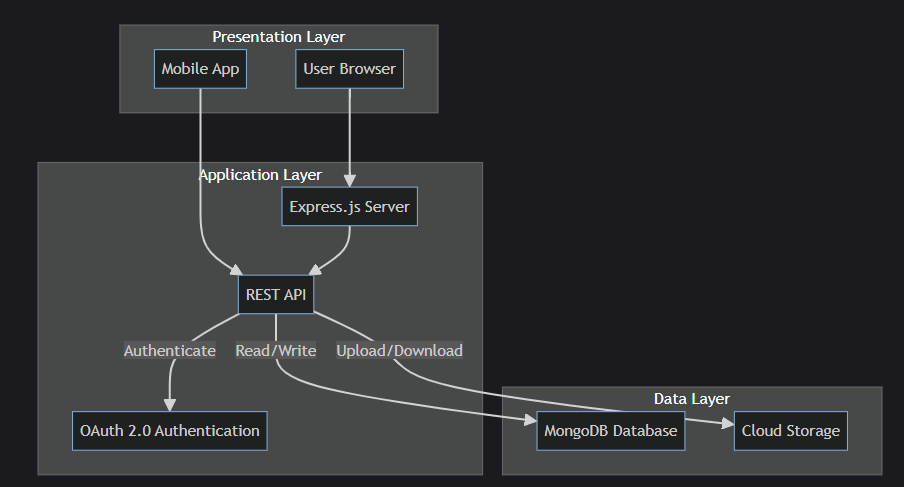 Presentation Layer
Mobile App
User Browser
Application Layer
Express.js Server
REST API
Authenticate
Read/Write
Upload/Download
Data Layer
OAuth 2.0 Authentication
MongoDB Database
Cloud Storage